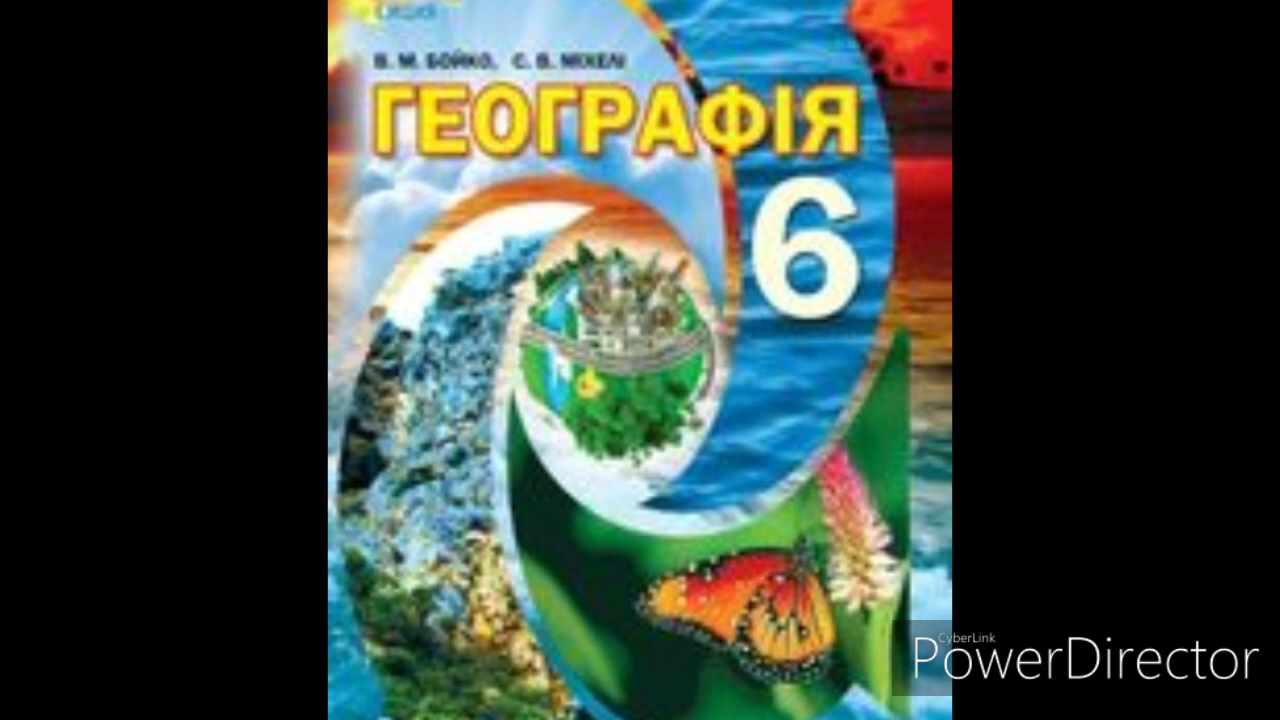 В. М. БОЙКО, С. В. МІХЕЛІ
ГЕОГРАФІЯ
6
CyberLink
PowerDirector